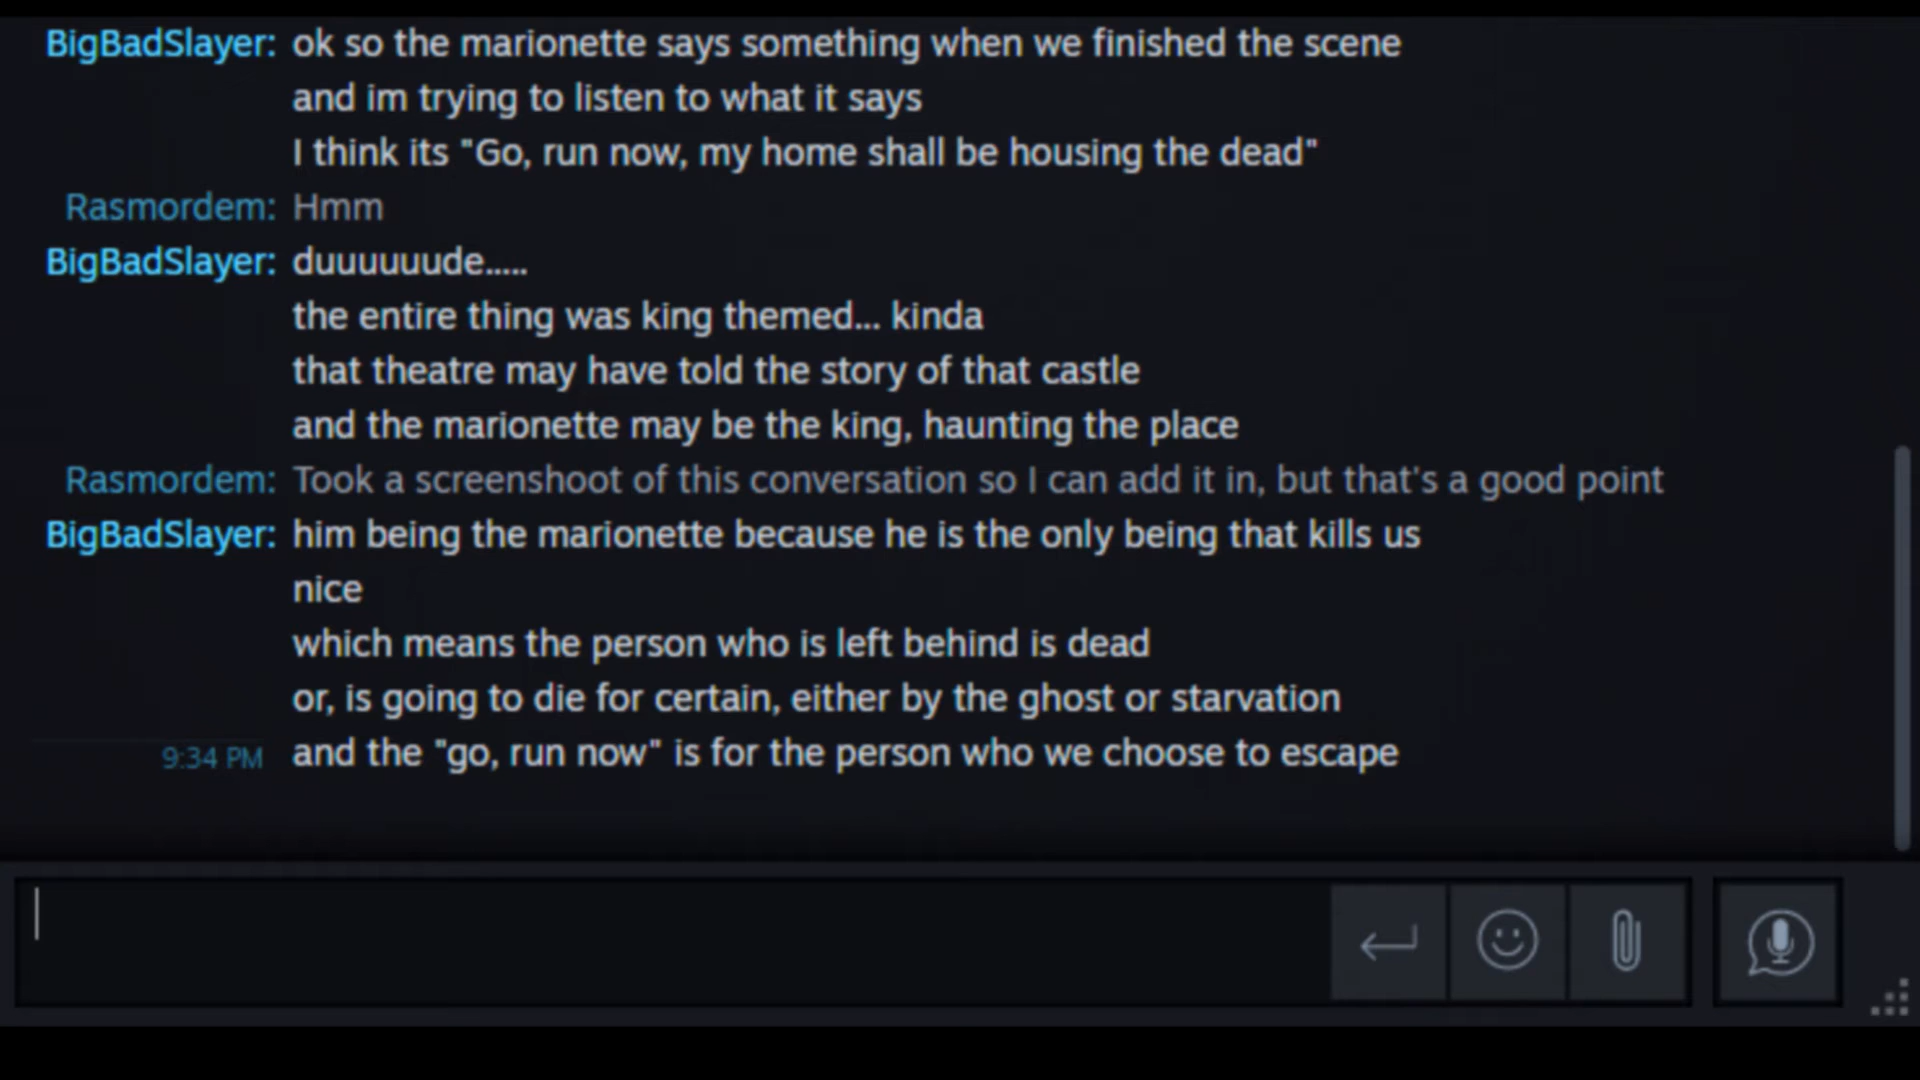 BigBadSlayer: ok so the marionette says something when we finished the scene
and im trying to listen to what it says
I think its "Go, run now, my home shall be housing the dead"
Rasmordem: Hmm
BigBadSlayer: duuuuuude.....
the entire thing was king themed... kinda
that theatre may have told the story of that castle
and the marionette may be the king, haunting the place
Rasmordem: Took a screenshoot of this conversation so I can add it in, but that's a good point
BigBadSlayer: him being the marionette because he is the only being that kills us
nice
which means the person who is left behind is dead
or, is going to die for certain, either by the ghost or starvation
9:34 PM and the "go, run now" is for the person who we choose to escape